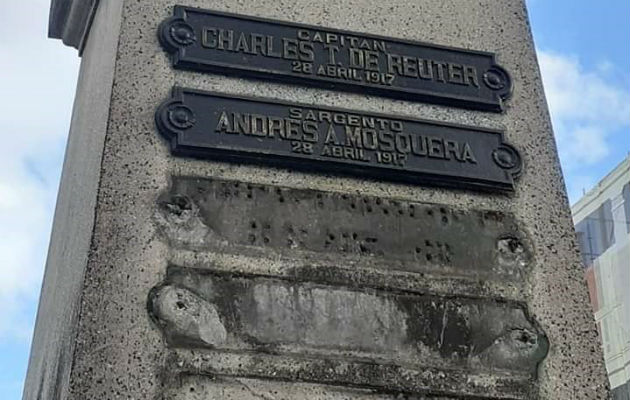 CAPITAN
CHARLES T. DE REUTER
28 ABRIL 1917
SARGENTO
ANDRES A. MOSQUERA
28 ABRIL 1917